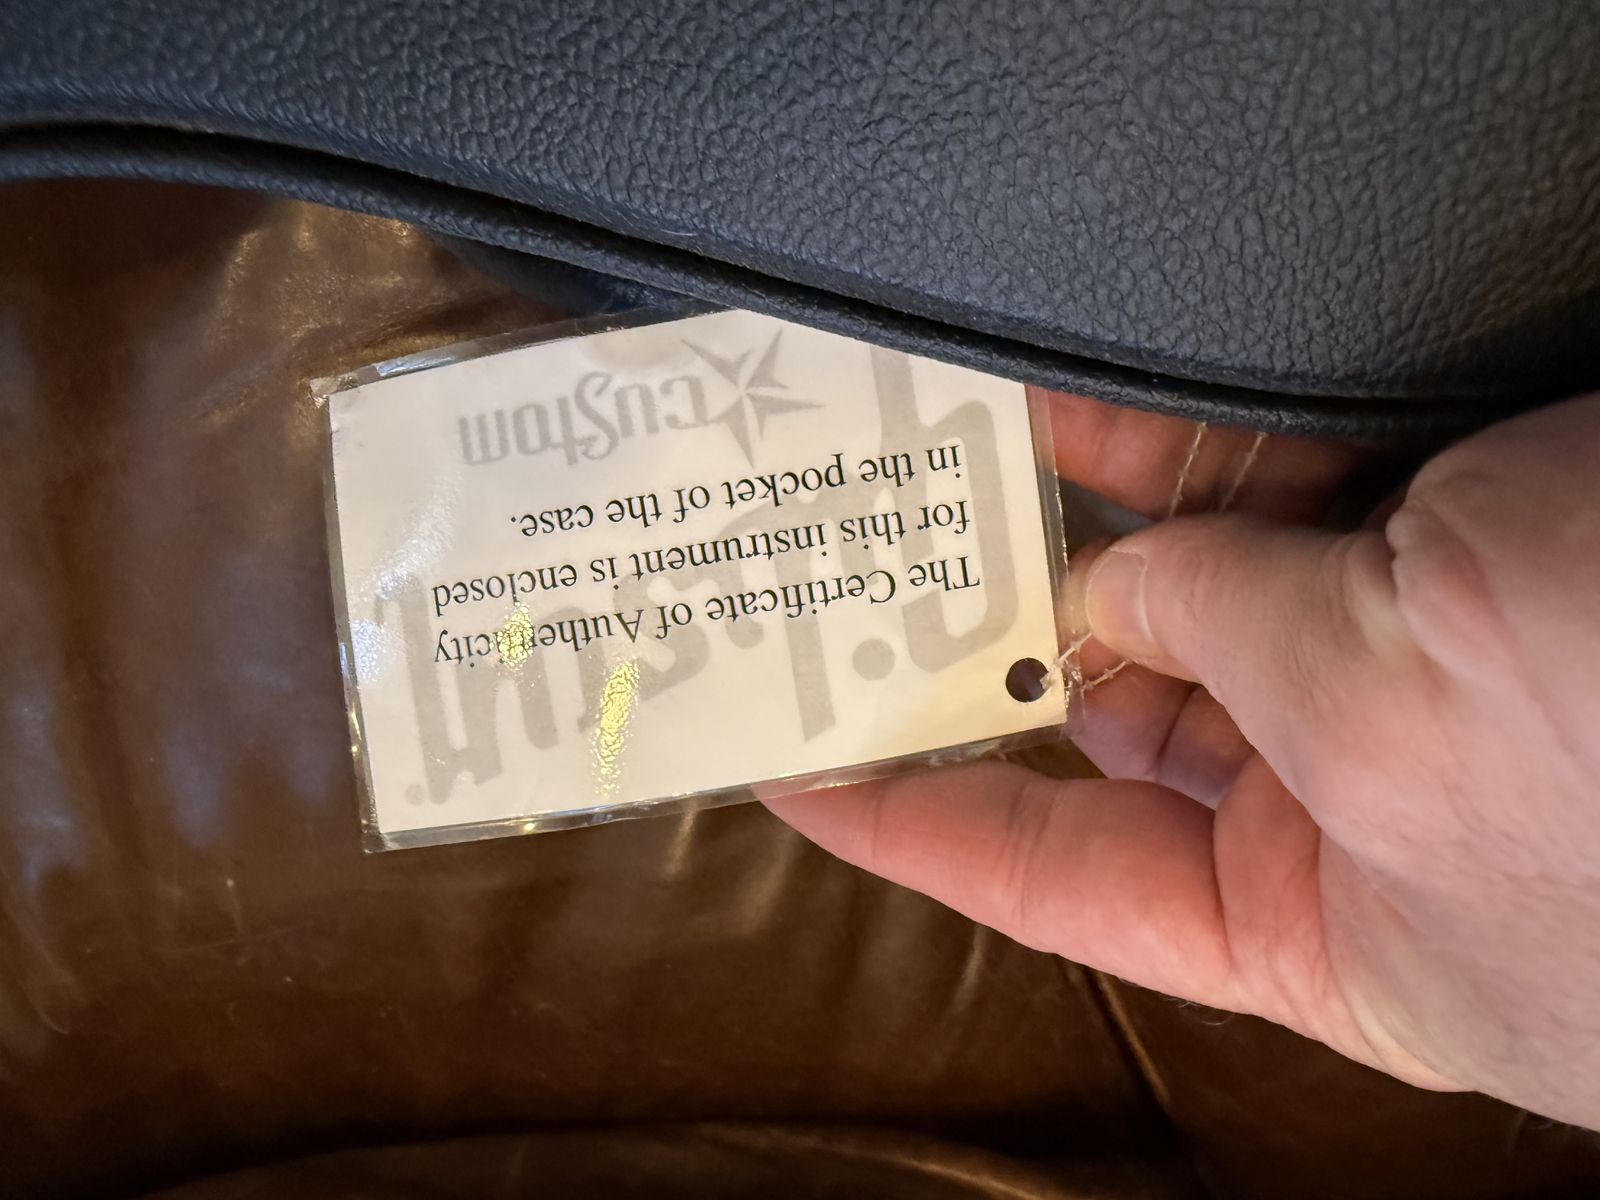 Gibson
Custom
The Certificate of Authenticity
for this instrument is enclosed
in the pocket of the case.